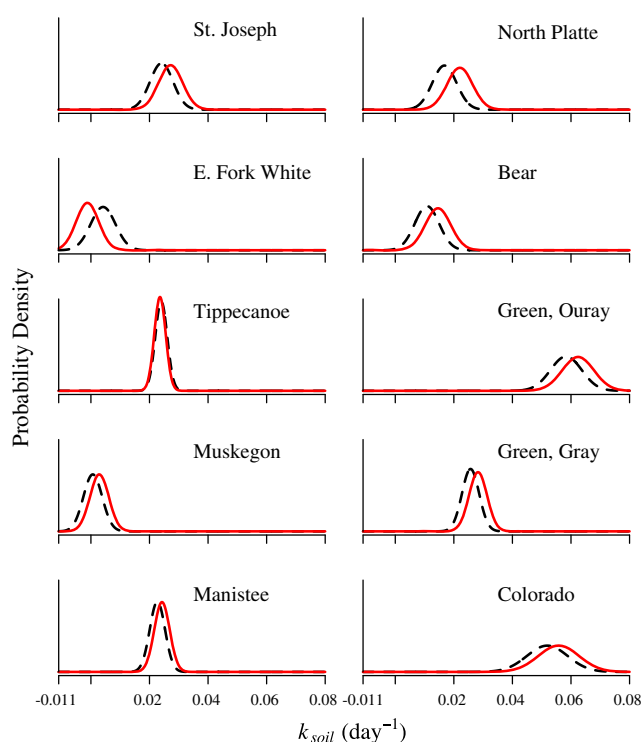 St. Joseph
North Platte
E. Fork White
Bear
Tippecanoe
Green, Ouray
Muskegon
Green, Gray
Manistee
Colorado
Probability Density
-0.011 0.02 0.04 0.06 0.08
-0.011 0.02 0.04 0.06 0.08
k soil (day⁻¹)